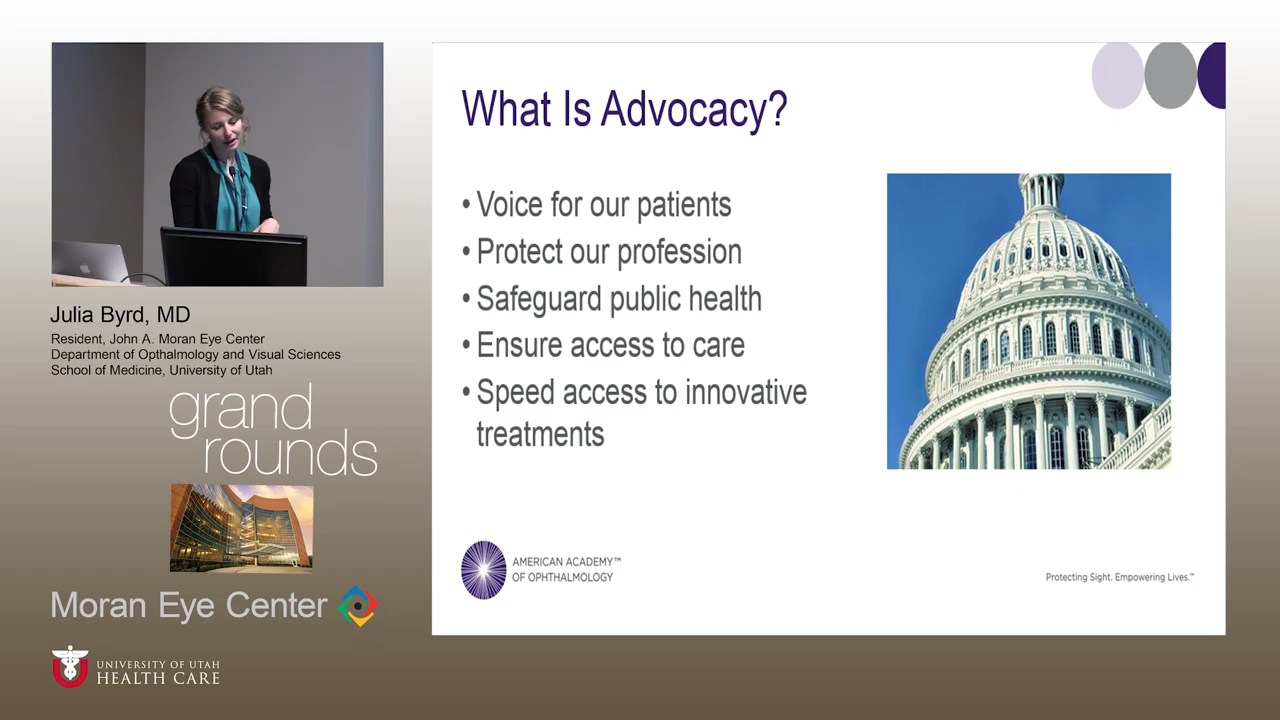 Julia Byrd, MD
Resident, John A. Moran Eye Center
Department of Opthalmology and Visual Sciences
School of Medicine, University of Utah
grand
rounds
Moran Eye Center
UNIVERSITY OF UTAH
HEALTH CARE
What Is Advocacy?
• Voice for our patients
• Protect our profession
• Safeguard public health
• Ensure access to care
• Speed access to innovative
treatments
AMERICAN ACADEMY™
OF OPHTHALMOLOGY
Protecting Sight. Empowering Lives.™